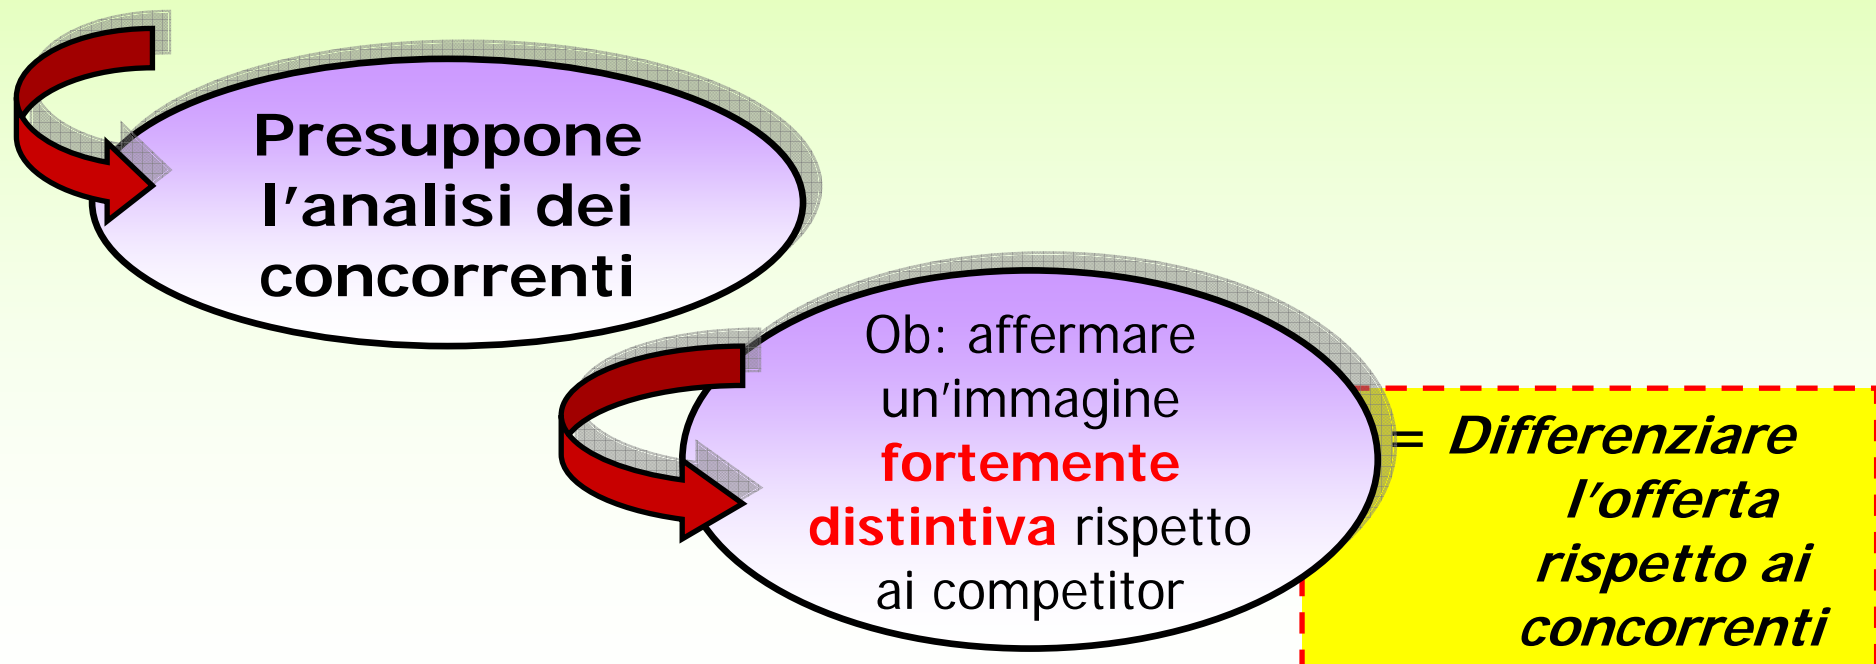 Presuppone
l'analisi dei
concorrenti
Ob: affermare
un'immagine
fortemente
distintiva rispetto
ai competitor
= Differenziare
l'offerta
rispetto ai
concorrenti